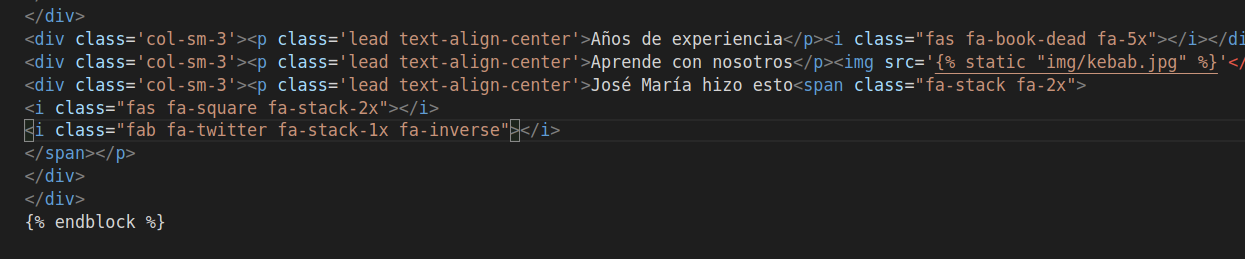 </div>
<div class='col-sm-3'><p class='lead text-align-center'>Años de experiencia</p><i class="fas fa-book-dead fa-5x"></i></di
<div class='col-sm-3'><p class='lead text-align-center'>Aprende con nosotros</p><img src='{% static "img/kebab.jpg" %}'</
<div class='col-sm-3'><p class='lead text-align-center'>José María hizo esto<span class="fa-stack fa-2x">
<i class="fas fa-square fa-stack-2x"></i>
<i class="fab fa-twitter fa-stack-1x fa-inverse"></i>
</span></p>
</div>
</div>
{% endblock %}